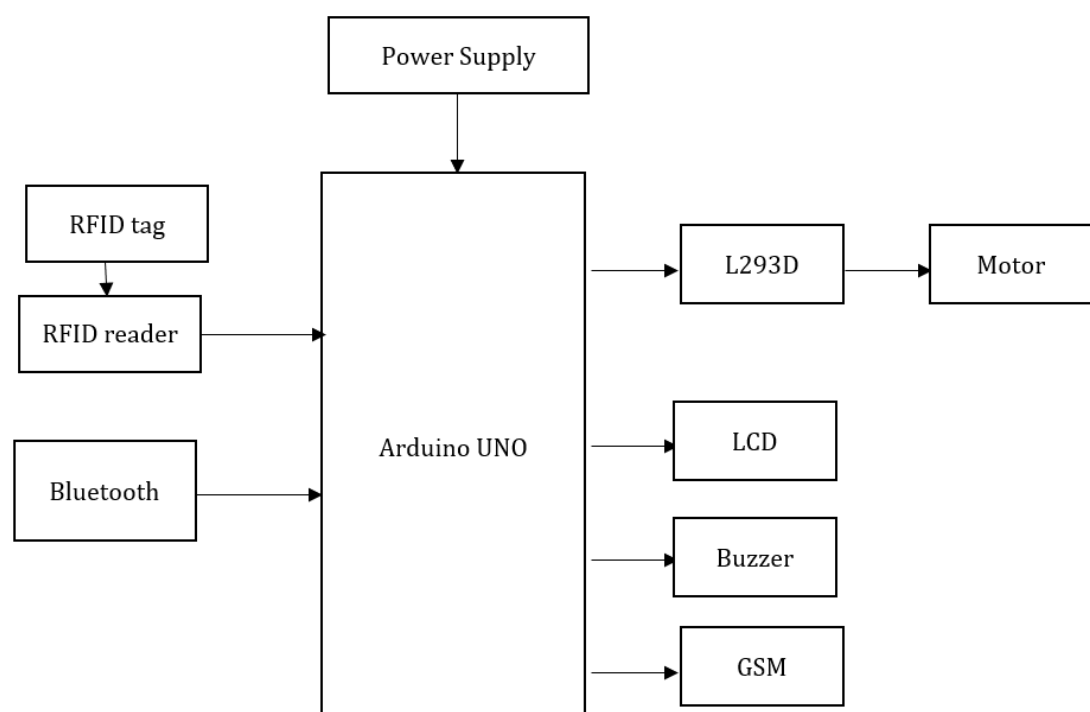 Power Supply
RFID tag
RFID reader
Bluetooth
Arduino UNO
L293D
Motor
LCD
Buzzer
GSM